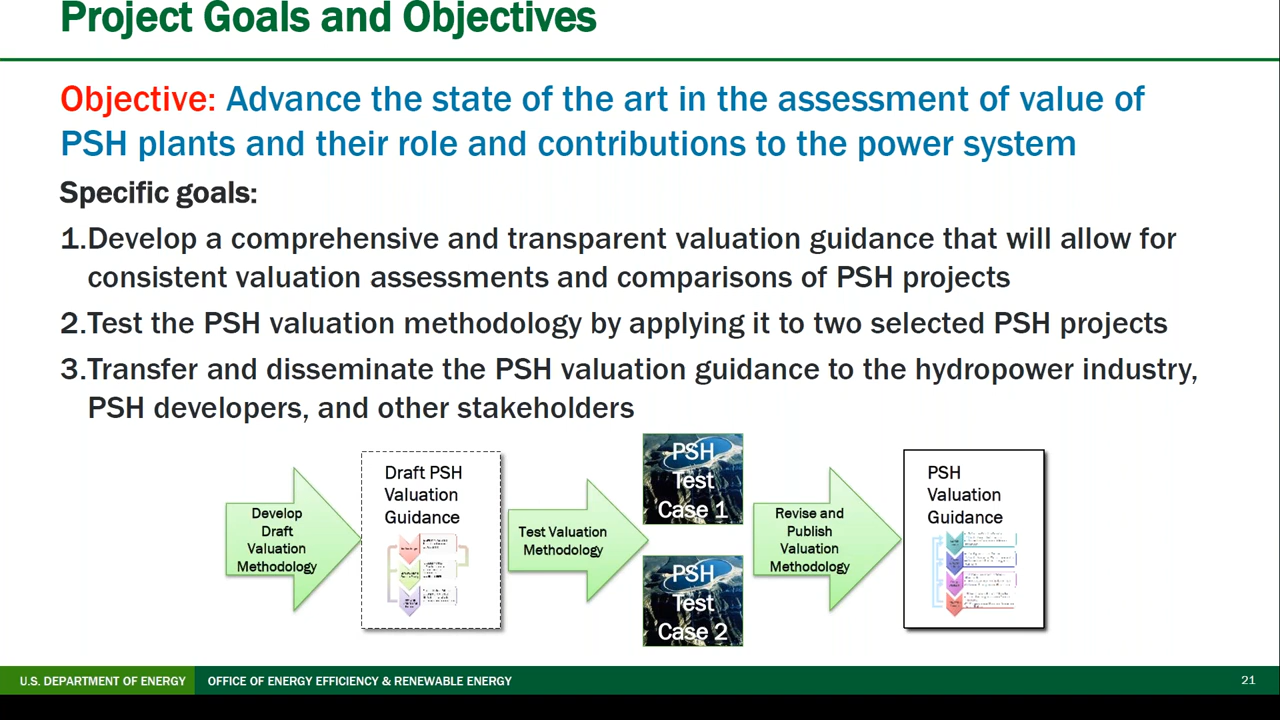 Project Goals and Objectives
Objective: Advance the state of the art in the assessment of value of
PSH plants and their role and contributions to the power system
Specific goals:
1.Develop a comprehensive and transparent valuation guidance that will allow for
consistent valuation assessments and comparisons of PSH projects
2.Test the PSH valuation methodology by applying it to two selected PSH projects
3.Transfer and disseminate the PSH valuation guidance to the hydropower industry,
PSH developers, and other stakeholders
Develop
Draft
Valuation
Methodology
Draft PSH
Valuation
Guidance
Test Valuation
Methodology
PSH
Test
Case 1
PSH
Test
Case 2
Revise and
Publish
Valuation
Methodology
PSH
Valuation
Guidance
U.S. DEPARTMENT OF ENERGY
OFFICE OF ENERGY EFFICIENCY & RENEWABLE ENERGY
21